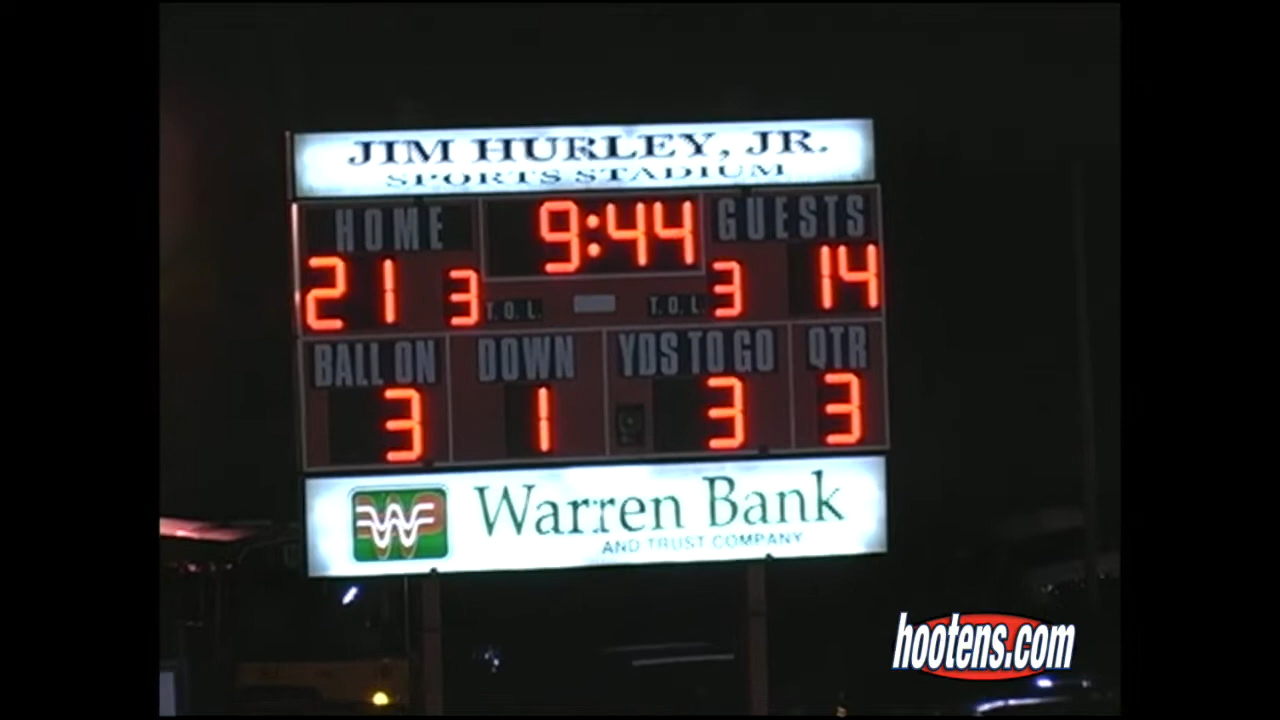 JIM HURLEY, JR.
SPORTS STADIUM
HOME 9:44 GUESTS
21 3 T.O.L. T.O.L. 3 14
BALL ON DOWN YDS TO GO QTR
3 1 3 3
W Warren Bank
AND TRUST COMPANY
hootens.com